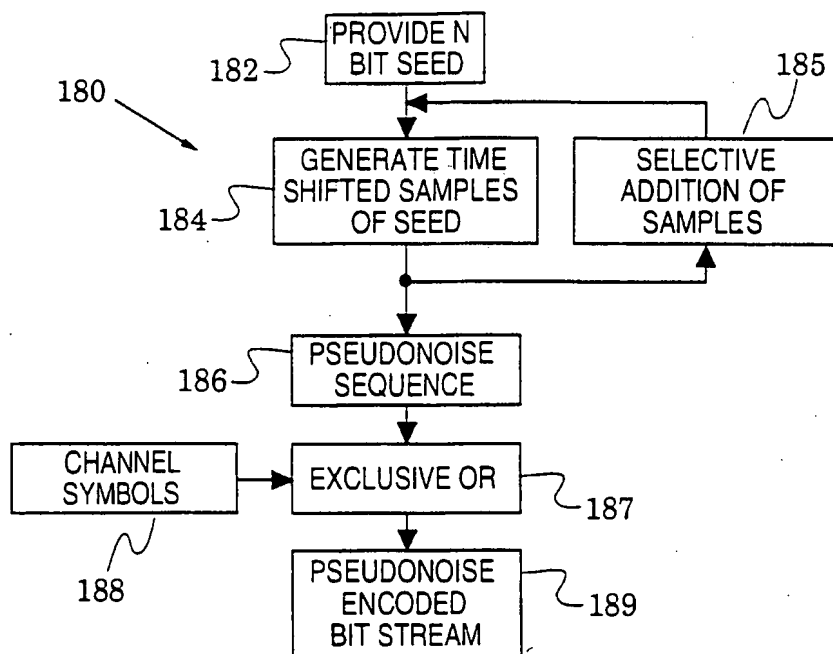 PROVIDE N
BIT SEED
182
185
180
GENERATE TIME
SHIFTED SAMPLES
OF SEED
184
SELECTIVE
ADDITION OF
SAMPLES
PSEUDONOISE
SEQUENCE
186
CHANNEL
SYMBOLS
EXCLUSIVE OR
187
188
PSEUDONOISE
ENCODED
BIT STREAM
189